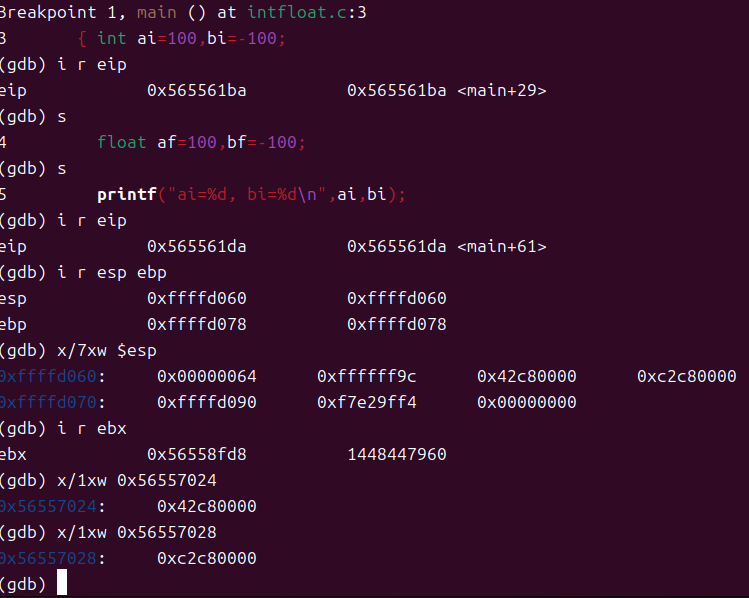 Breakpoint 1, main () at intfloat.c:3
3       { int ai=100,bi=-100;
(gdb) i r eip
eip            0x565561ba          0x565561ba <main+29>
(gdb) s
4         float af=100,bf=-100;
(gdb) s
5         printf("ai=%d, bi=%d\n",ai,bi);
(gdb) i r eip
eip            0x565561da          0x565561da <main+61>
(gdb) i r esp ebp
esp            0xffffd060          0xffffd060
ebp            0xffffd078          0xffffd078
(gdb) x/7xw $esp
0xffffd060:     0x00000064      0xffffff9c      0x42c80000      0xc2c80000
0xffffd070:     0xffffd090      0xf7e29ff4      0x00000000
(gdb) i r ebx
ebx            0x56558fd8          1448447960
(gdb) x/1xw 0x56557024
0x56557024:     0x42c80000
(gdb) x/1xw 0x56557028
0x56557028:     0xc2c80000
(gdb)